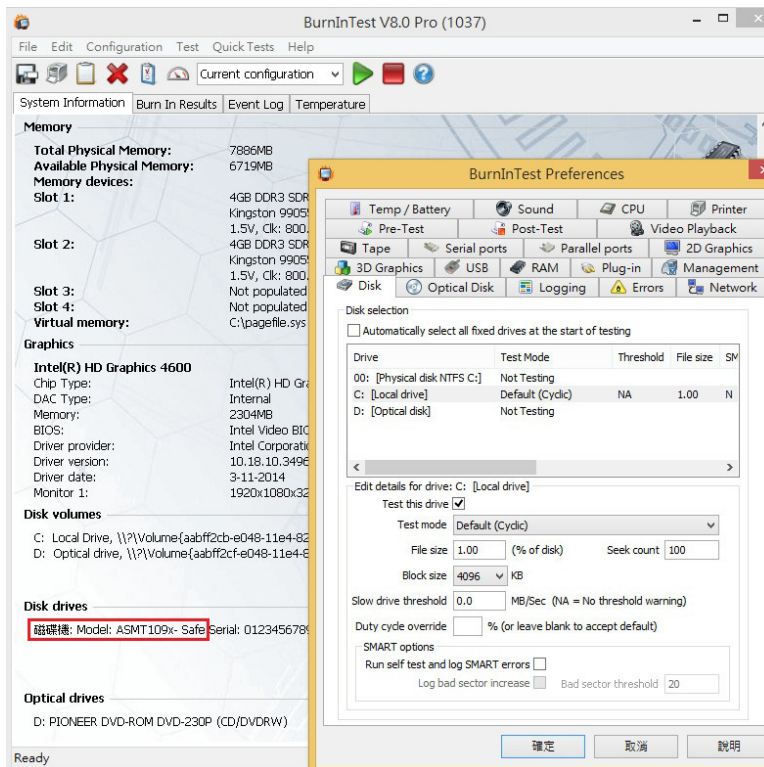 BurnInTest V8.0 Pro (1037)
File Edit Configuration Test Quick Tests Help
Current configuration
System Information Burn In Results Event Log Temperature
Memory
Total Physical Memory: 7886MB
Available Physical Memory: 6719MB
Memory devices:
Slot 1: 4GB DDR3 SDR
Kingston 9905
1.5V, Clk: 800.
Slot 2: 4GB DDR3 SDR
Kingston 9905
1.5V, Clk: 800.
Slot 3: Not populated
Slot 4: Not populated
Virtual memory: C:\pagefile.sys
Graphics
Intel(R) HD Graphics 4600
Chip Type: Intel(R) HD Gra
DAC Type: Internal
Memory: 2304MB
BIOS: Intel Video BIO
Driver provider: Intel Corporati
Driver version: 10.18.10.3496
Driver date: 3-11-2014
Monitor 1: 1920x1080x32
Disk volumes
C: Local Drive, \\?\Volume{aabff2cb-e048-11e4-82
D: Optical drive, \\?\Volume{aabff2cf-e048-11e4-8
Disk drives
磁碟機: Model: ASMT109x- Safe Serial: 0123456789
Optical drives
D: PIONEER DVD-ROM DVD-230P (CD/DVDRW)
Ready
BurnInTest Preferences
Temp / Battery Sound CPU Printer
Pre-Test Post-Test Video Playback
Tape Serial ports Parallel ports 2D Graphics
3D Graphics USB RAM Plug-in Management
Disk Optical Disk Logging Errors Network
Disk selection
Automatically select all fixed drives at the start of testing
Drive Test Mode Threshold File size SM
00: [Physical disk NTFS C:] Not Testing
C: [Local drive] Default (Cyclic) NA 1.00 N
D: [Optical disk] Not Testing
Edit details for drive: C: [Local drive]
Test this drive
Test mode Default (Cyclic)
File size 1.00 (% of disk) Seek count 100
Block size 4096 KB
Slow drive threshold 0.0 MB/Sec (NA = No threshold warning)
Duty cycle override % (or leave blank to accept default)
SMART options
Run self test and log SMART errors
Log bad sector increase Bad sector threshold 20
確定 取消 說明